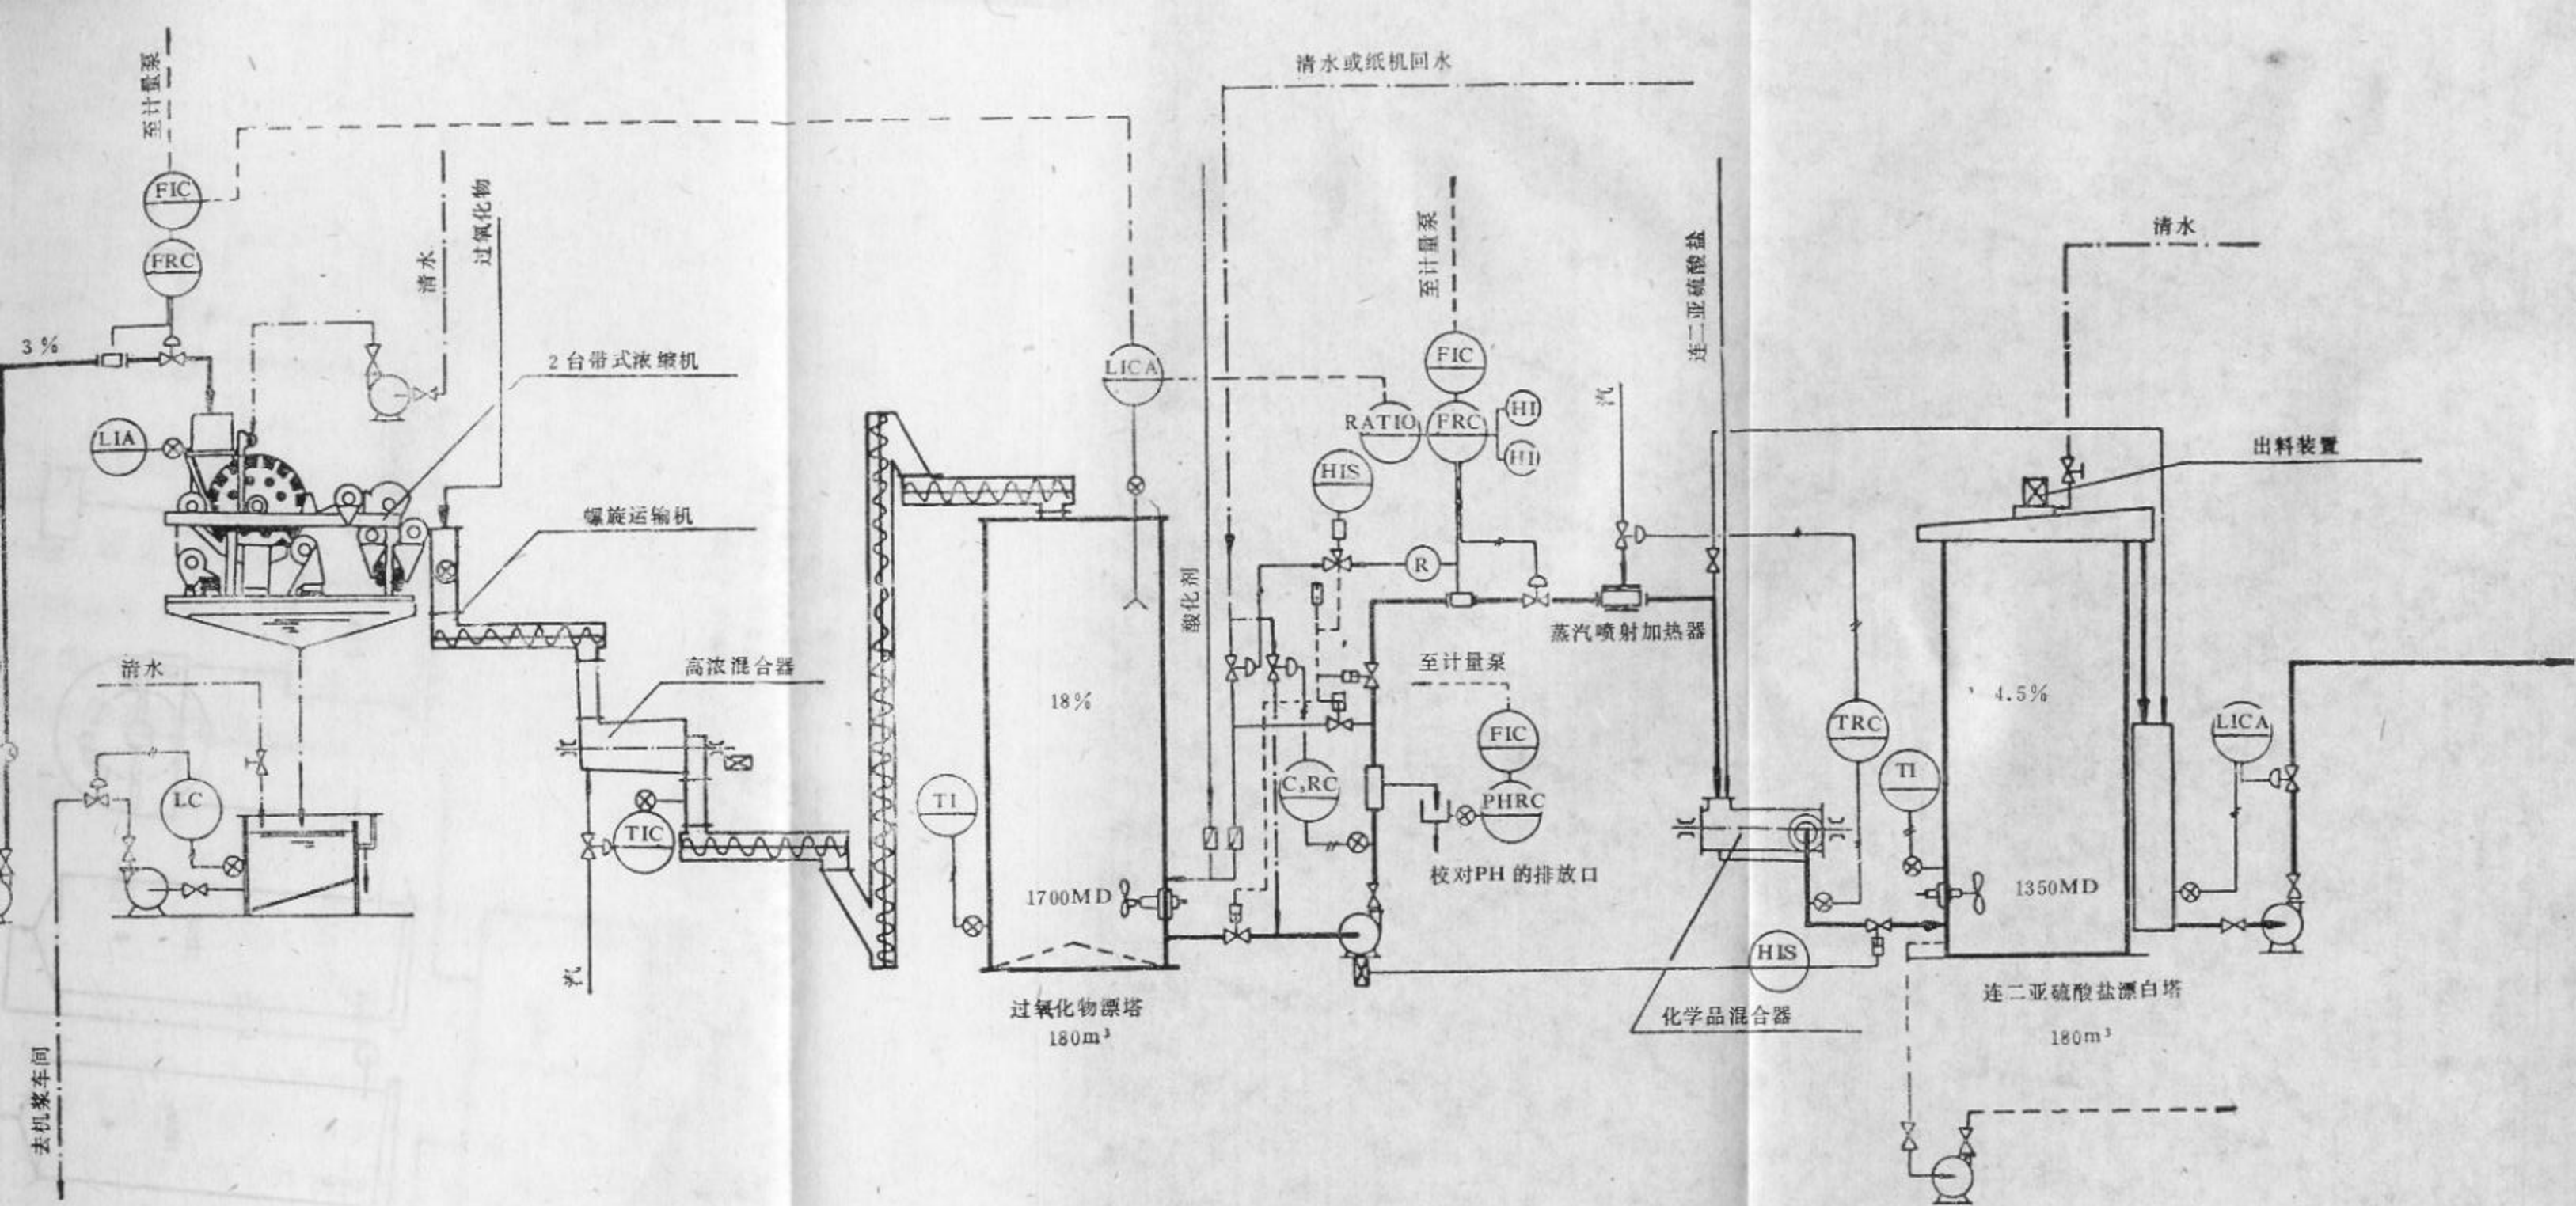 清水或纸机回水
至计量泵
FIC
FRC
3%
LIA
清水
过氧化物
2台带式浓缩机
螺旋运输机
清水
高浓混合器
LC
TIC
汽
去机浆车间
LICA
18%
TI
1700MD
过氧化物漂塔
180m³
酸化剂
至计量泵
FIC
RATIO
FRC
HI
HI
HIS
R
汽
连二亚硫酸盐
蒸汽喷射加热器
至计量泵
FIC
PHRC
校对PH的排放口
TRC
TI
HIS
化学品混合器
清水
出料装置
4.5%
1350MD
LICA
连二亚硫酸盐漂白塔
180m³